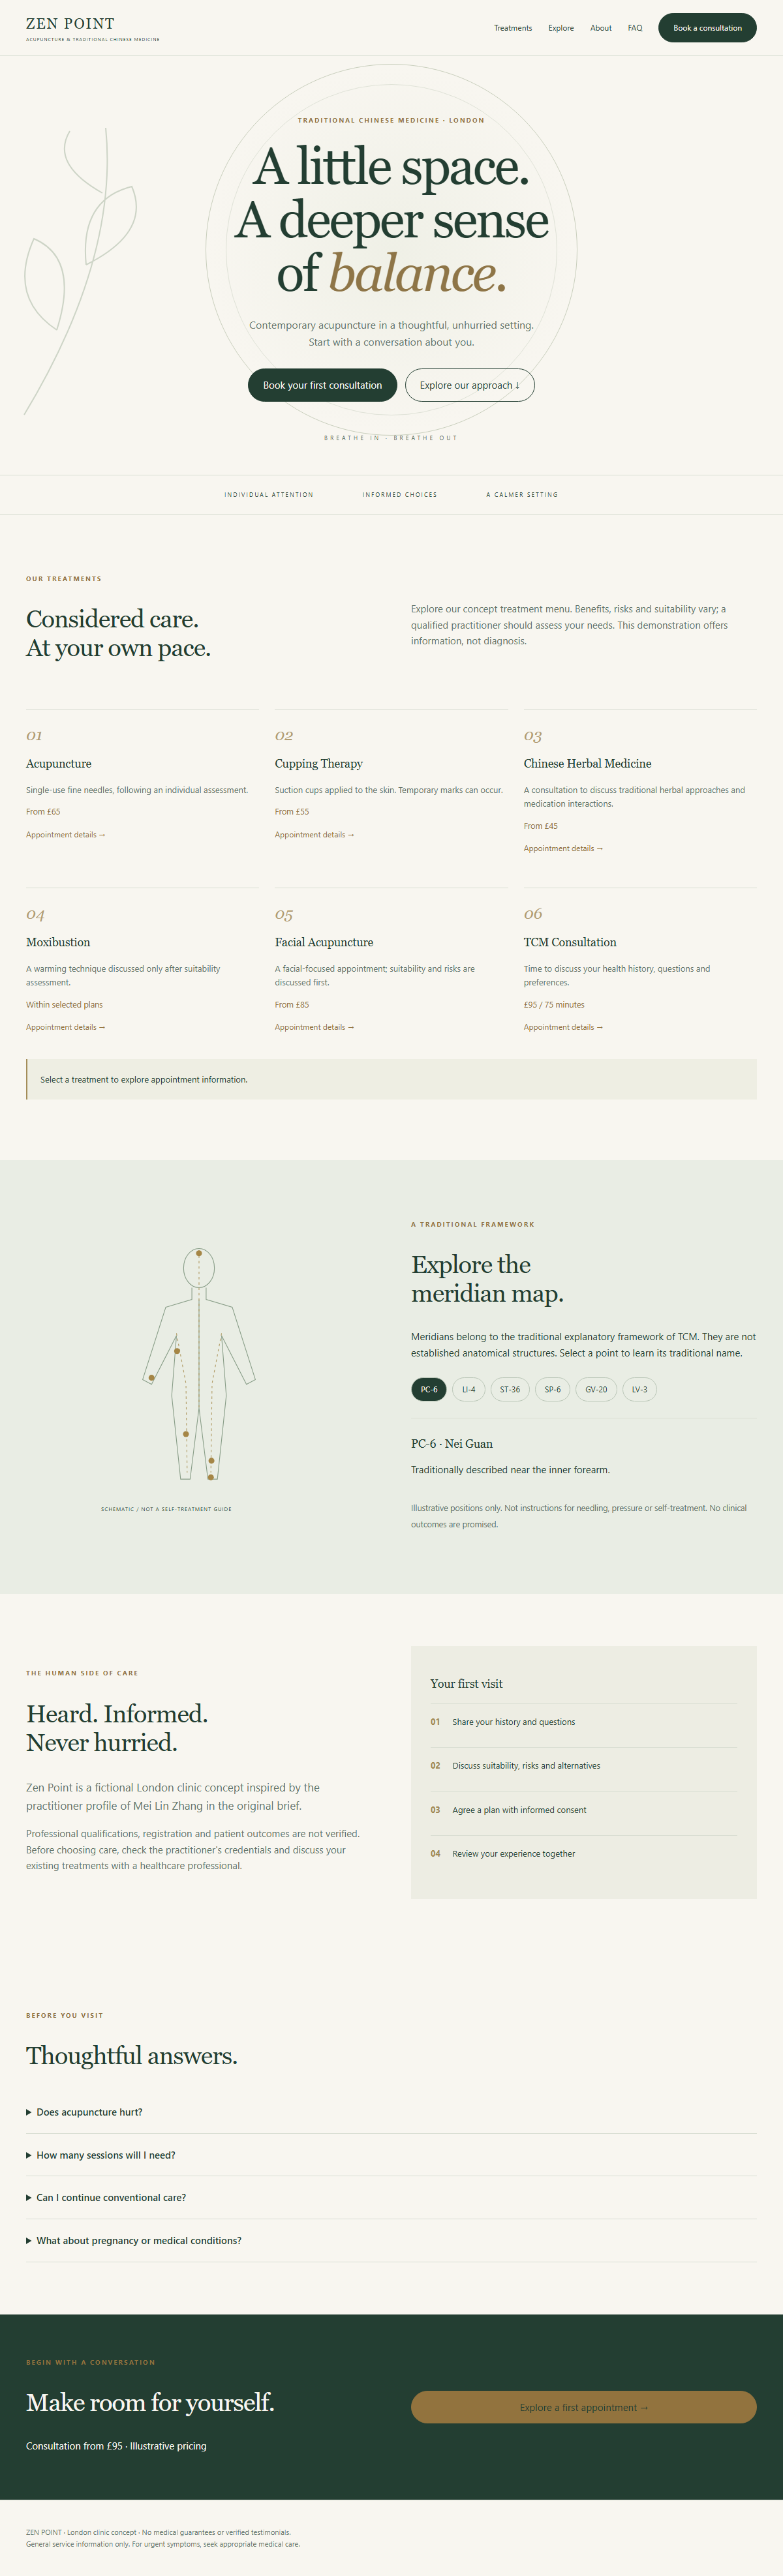 ZEN POINT
ACUPUNCTURE & TRADITIONAL CHINESE MEDICINE
Treatments
Explore
About
FAQ
Book a consultation
TRADITIONAL CHINESE MEDICINE · LONDON
A little space.
A deeper sense
of balance.
Contemporary acupuncture in a thoughtful, unhurried setting.
Start with a conversation about you.
Book your first consultation
Explore our approach ↓
BREATHE IN · BREATHE OUT
INDIVIDUAL ATTENTION
INFORMED CHOICES
A CALMER SETTING
OUR TREATMENTS
Considered care.
At your own pace.
Explore our concept treatment menu. Benefits, risks and suitability vary; a
qualified practitioner should assess your needs. This demonstration offers
information, not diagnosis.
01
Acupuncture
Single-use fine needles, following an individual assessment.
From £65
Appointment details →
02
Cupping Therapy
Suction cups applied to the skin. Temporary marks can occur.
From £55
Appointment details →
03
Chinese Herbal Medicine
A consultation to discuss traditional herbal approaches and
medication interactions.
From £45
Appointment details →
04
Moxibustion
A warming technique discussed only after suitability
assessment.
Within selected plans
Appointment details →
05
Facial Acupuncture
A facial-focused appointment; suitability and risks are
discussed first.
From £85
Appointment details →
06
TCM Consultation
Time to discuss your health history, questions and
preferences.
£95 / 75 minutes
Appointment details →
Select a treatment to explore appointment information.
SCHEMATIC / NOT A SELF-TREATMENT GUIDE
A TRADITIONAL FRAMEWORK
Explore the
meridian map.
Meridians belong to the traditional explanatory framework of TCM. They are not
established anatomical structures. Select a point to learn its traditional name.
PC-6
LI-4
ST-36
SP-6
GV-20
LV-3
PC-6 · Nei Guan
Traditionally described near the inner forearm.
Illustrative positions only. Not instructions for needling, pressure or self-treatment. No clinical
outcomes are promised.
THE HUMAN SIDE OF CARE
Heard. Informed.
Never hurried.
Zen Point is a fictional London clinic concept inspired by the
practitioner profile of Mei Lin Zhang in the original brief.
Professional qualifications, registration and patient outcomes are not verified.
Before choosing care, check the practitioner's credentials and discuss your
existing treatments with a healthcare professional.
Your first visit
01 Share your history and questions
02 Discuss suitability, risks and alternatives
03 Agree a plan with informed consent
04 Review your experience together
BEFORE YOU VISIT
Thoughtful answers.
Does acupuncture hurt?
How many sessions will I need?
Can I continue conventional care?
What about pregnancy or medical conditions?
BEGIN WITH A CONVERSATION
Make room for yourself.
Consultation from £95 · Illustrative pricing
Explore a first appointment →
ZEN POINT · London clinic concept · No medical guarantees or verified testimonials.
General service information only. For urgent symptoms, seek appropriate medical care.